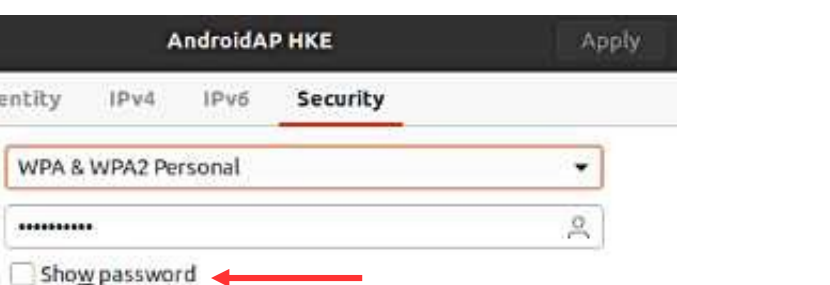 AndroidAP HKE Apply
entity IPv4 IPv6 Security
WPA & WPA2 Personal
••••••••••
Show password